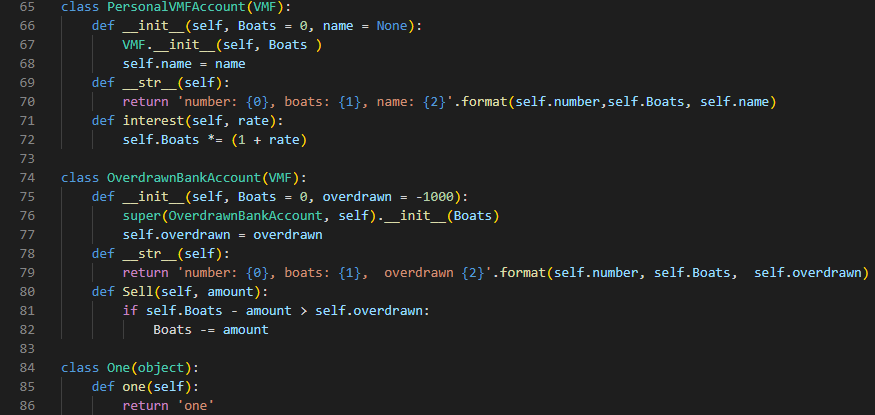 65 class PersonalVMFAccount(VMF):
66     def __init__(self, Boats = 0, name = None):
67         VMF.__init__(self, Boats )
68         self.name = name
69     def __str__(self):
70         return 'number: {0}, boats: {1}, name: {2}'.format(self.number,self.Boats, self.name)
71     def interest(self, rate):
72         self.Boats *= (1 + rate)
73
74 class OverdrawnBankAccount(VMF):
75     def __init__(self, Boats = 0, overdrawn = -1000):
76         super(OverdrawnBankAccount, self).__init__(Boats)
77         self.overdrawn = overdrawn
78     def __str__(self):
79         return 'number: {0}, boats: {1},  overdrawn {2}'.format(self.number, self.Boats,  self.overdrawn)
80     def Sell(self, amount):
81         if self.Boats - amount > self.overdrawn:
82             Boats -= amount
83
84 class One(object):
85     def one(self):
86         return 'one'